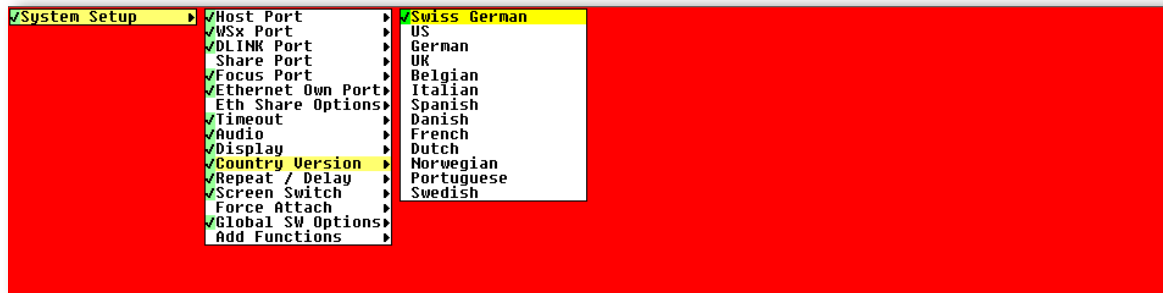 System Setup
Host Port
WSx Port
DLINK Port
Share Port
Focus Port
Ethernet Own Port
Eth Share Options
Timeout
Audio
Display
Country Version
Repeat / Delay
Screen Switch
Force Attach
Global SW Options
Add Functions
Swiss German
US
German
UK
Belgian
Italian
Spanish
Danish
French
Dutch
Norwegian
Portuguese
Swedish